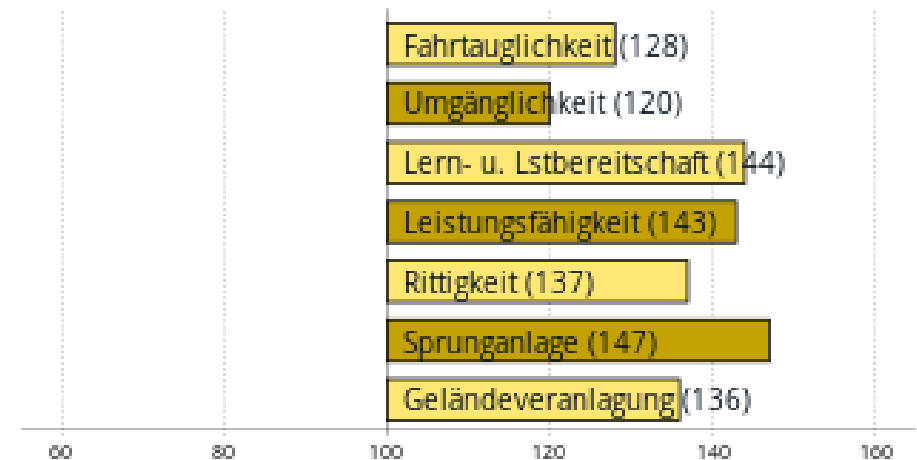 Fahrtauglichkeit (128)
Umgänglichkeit (120)
Lern- u. Lstbereitschaft (144)
Leistungsfähigkeit (143)
Rittigkeit (137)
Sprunganlage (147)
Geländeveranlagung (136)
60 80 100 120 140 160